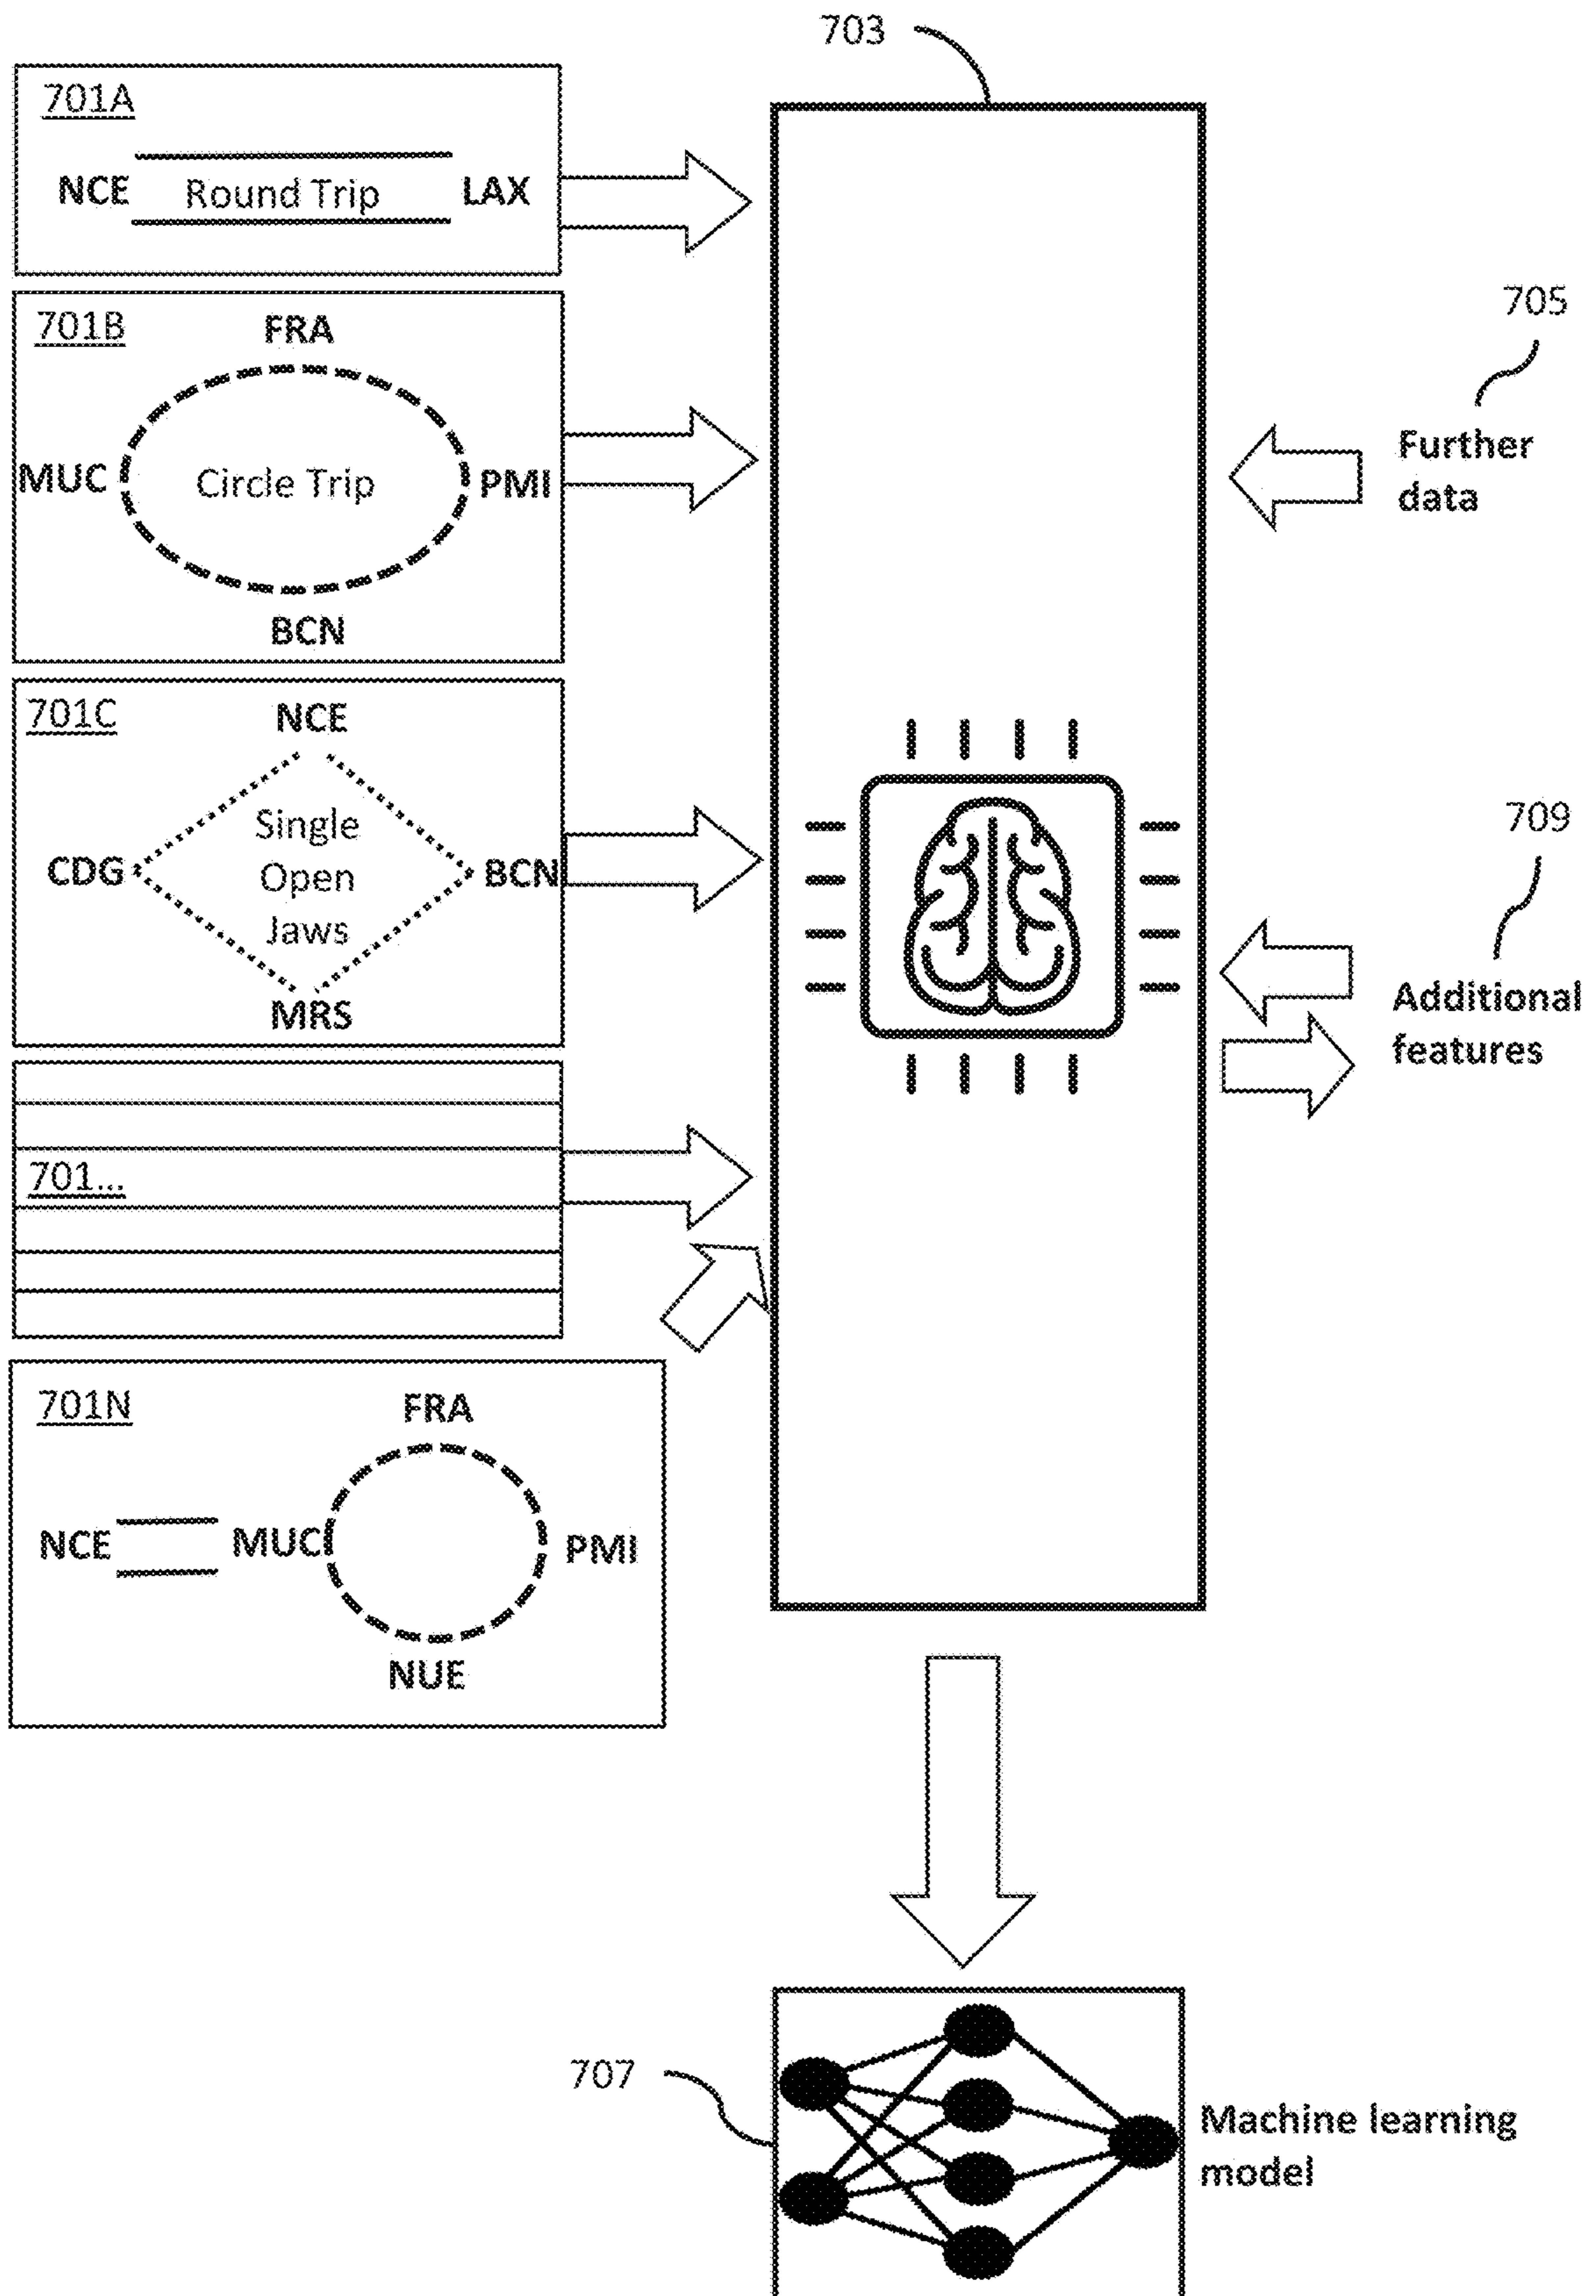 703
701A
NCE Round Trip LAX
701B
FRA
MUC Circle Trip PMI
BCN
701C
NCE
Single
CDG Open BCN
Jaws
MRS
701...
701N
FRA
NCE MUC PMI
NUE
705
Further
data
709
Additional
features
707
Machine learning
model